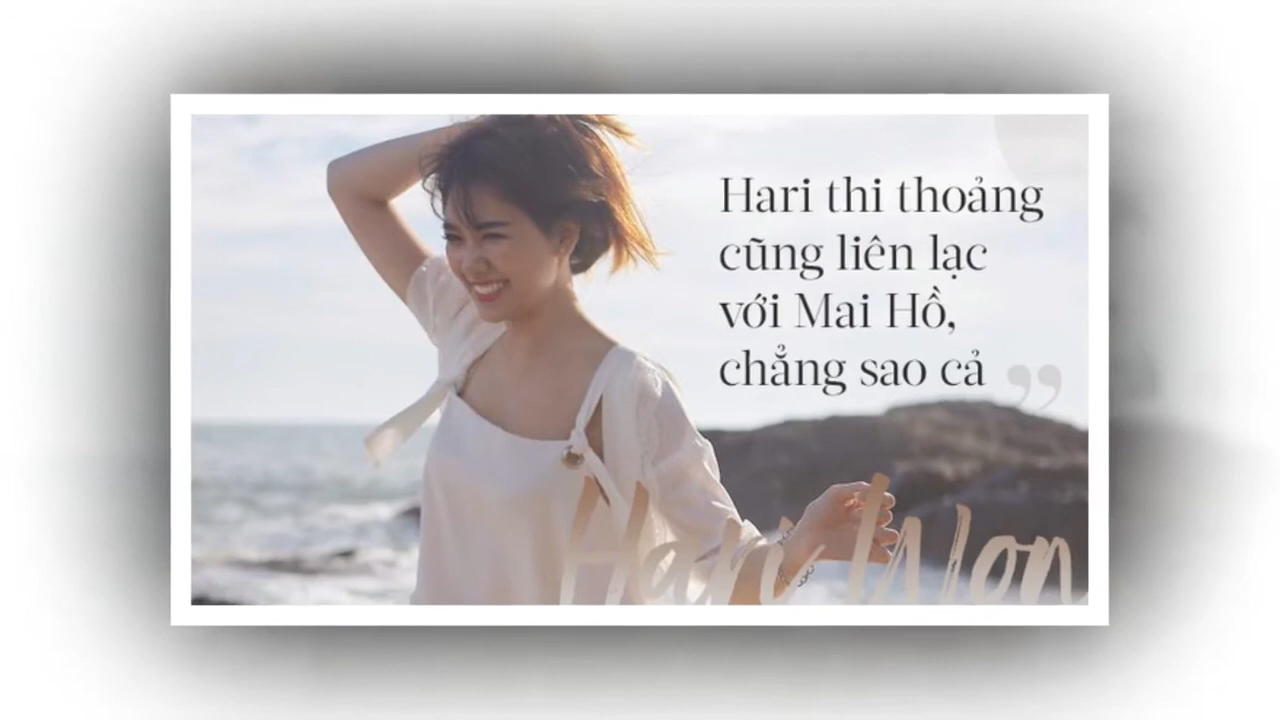 Hari thi thoảng
cũng liên lạc
với Mai Hồ,
chẳng sao cả ”
Hari Won